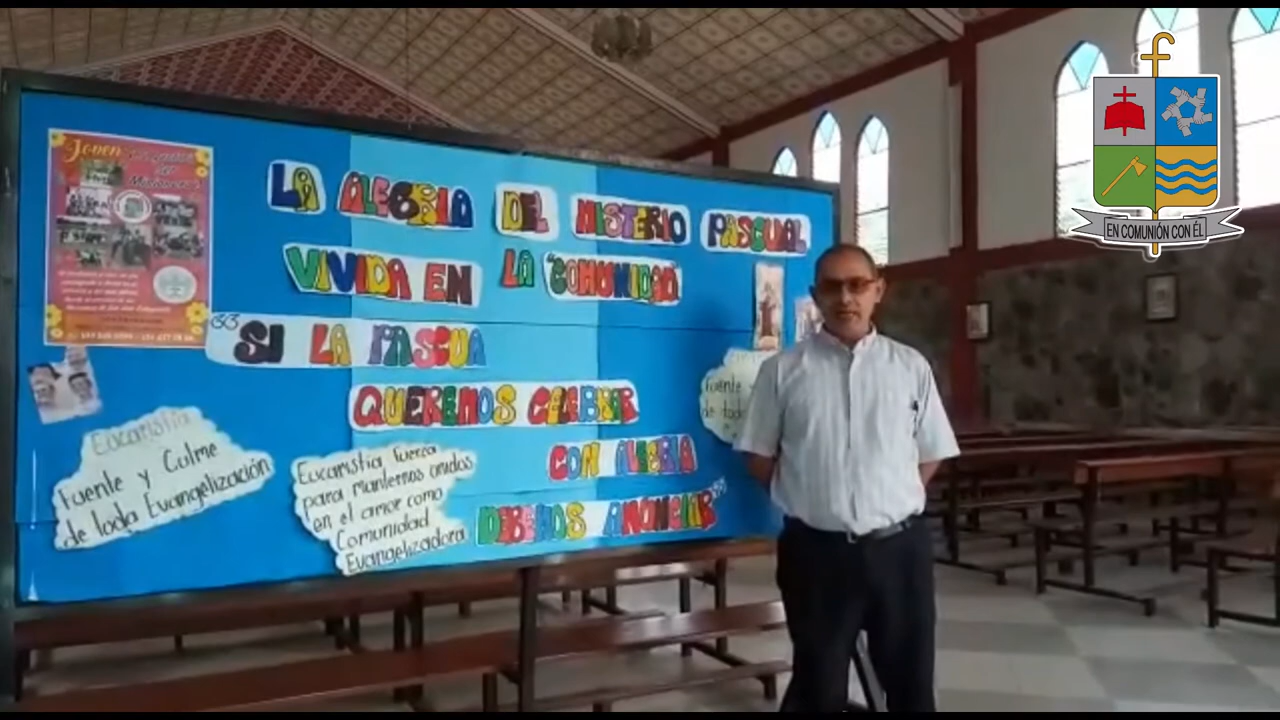 Joven
LA ALEGRIA DEL MISTERIO PASCUAL
VIVIDA EN LA "COMUNIDAD"
"SI LA PASCUA
QUEREMOS CELEBRAR
CON ALEGRIA
DEBEMOS ANUNCIAR"
Eucaristía
Fuente y Culme
de toda Evangelización
Eucaristía Fuerza
para mantenernos unidos
en el amor como
Comunidad
Evangelizadora
Fuente
de toda
EN COMUNIÓN CON ÉL